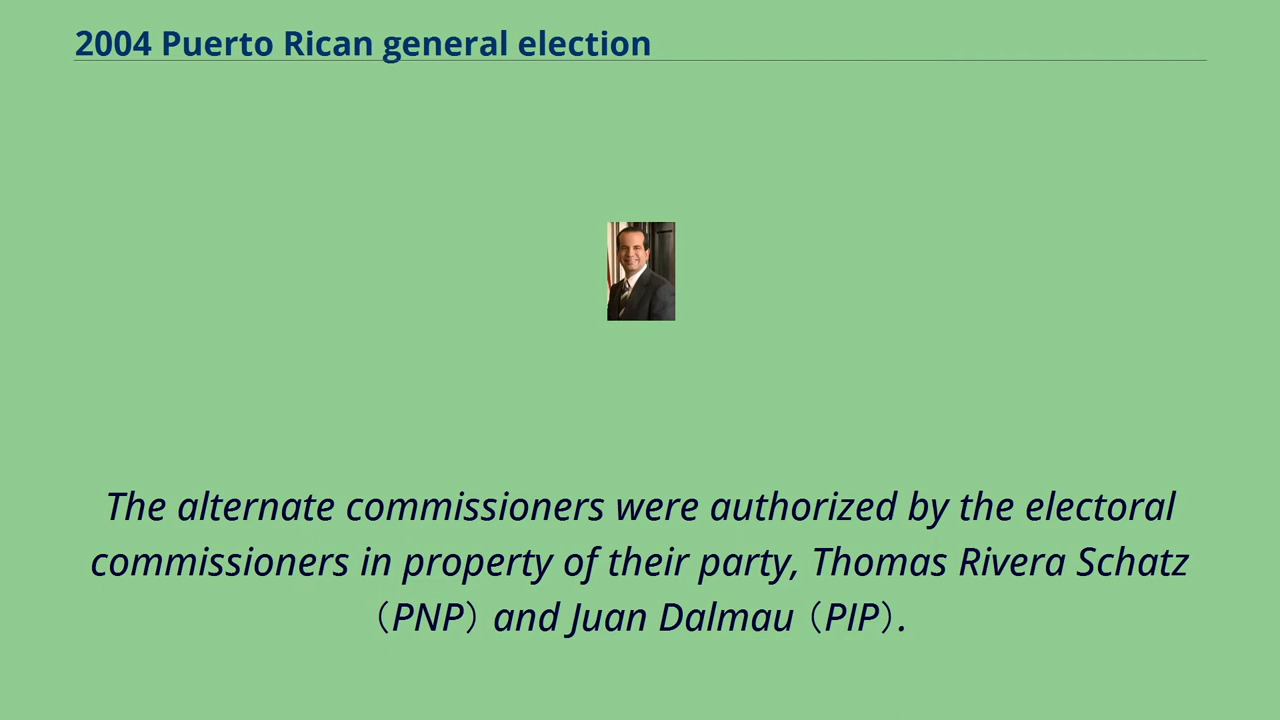 2004 Puerto Rican general election
The alternate commissioners were authorized by the electoral
commissioners in property of their party, Thomas Rivera Schatz
(PNP) and Juan Dalmau (PIP).